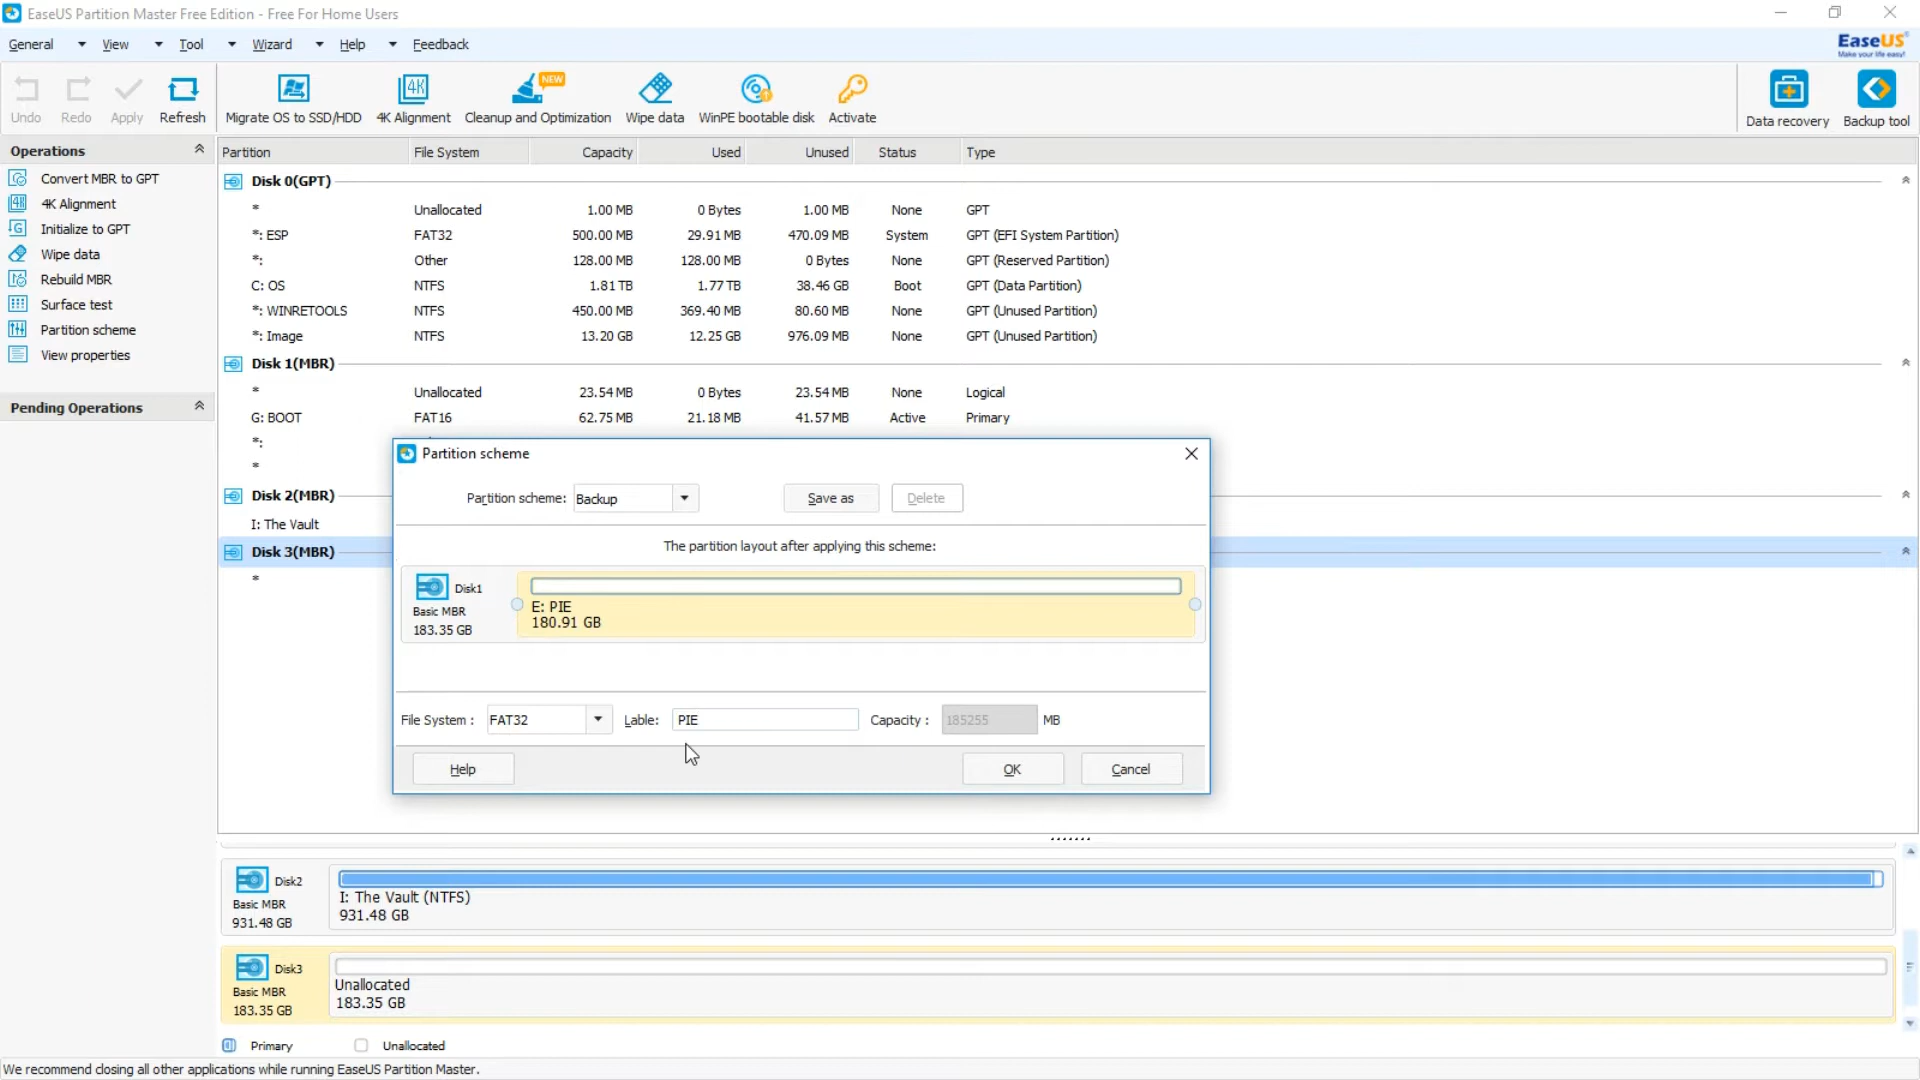 EaseUS Partition Master Free Edition - Free For Home Users
General View Tool Wizard Help Feedback
EaseUS
Make your life easy!
Undo Redo Apply Refresh Migrate OS to SSD/HDD 4K Alignment Cleanup and Optimization NEW Wipe data WinPE bootable disk Activate Data recovery Backup tool
Operations
Convert MBR to GPT
4K Alignment
Initialize to GPT
Wipe data
Rebuild MBR
Surface test
Partition scheme
View properties
Pending Operations
Partition File System Capacity Used Unused Status Type
Disk 0(GPT)
* Unallocated 1.00 MB 0 Bytes 1.00 MB None GPT
*: ESP FAT32 500.00 MB 29.91 MB 470.09 MB System GPT (EFI System Partition)
*: Other 128.00 MB 128.00 MB 0 Bytes None GPT (Reserved Partition)
C: OS NTFS 1.81 TB 1.77 TB 38.46 GB Boot GPT (Data Partition)
*: WINRETOOLS NTFS 450.00 MB 369.40 MB 80.60 MB None GPT (Unused Partition)
*: Image NTFS 13.20 GB 12.25 GB 976.09 MB None GPT (Unused Partition)
Disk 1(MBR)
* Unallocated 23.54 MB 0 Bytes 23.54 MB None Logical
G: BOOT FAT16 62.75 MB 21.18 MB 41.57 MB Active Primary
*:
*
Disk 2(MBR)
I: The Vault
Disk 3(MBR)
*
Partition scheme
Partition scheme: Backup Save as Delete
The partition layout after applying this scheme:
Disk1
Basic MBR
183.35 GB
E: PIE
180.91 GB
File System : FAT32 Lable: PIE Capacity : 185255 MB
Help OK Cancel
Disk2
Basic MBR
931.48 GB
I: The Vault (NTFS)
931.48 GB
Disk3
Basic MBR
183.35 GB
Unallocated
183.35 GB
Primary Unallocated
We recommend closing all other applications while running EaseUS Partition Master.